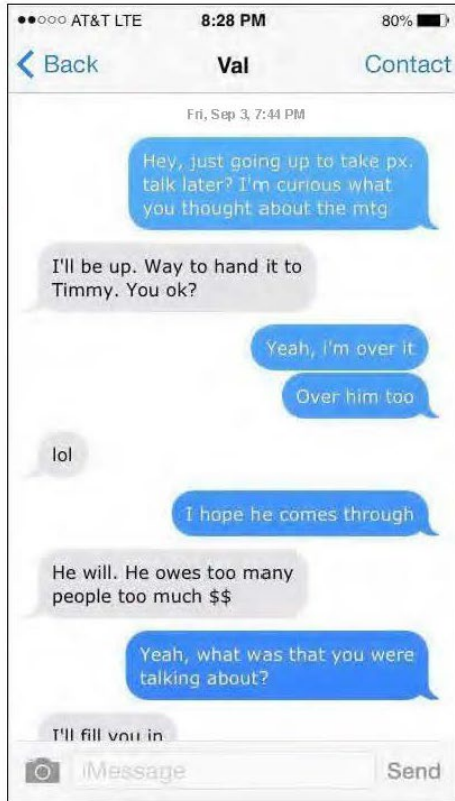 AT&T LTE 8:28 PM 80%
Back Val Contact
Fri, Sep 3, 7:44 PM
Hey, just going up to take px.
talk later? I'm curious what
you thought about the mtg
I'll be up. Way to hand it to
Timmy. You ok?
Yeah, i'm over it
Over him too
lol
I hope he comes through
He will. He owes too many
people too much $$
Yeah, what was that you were
talking about?
I'll fill you in
iMessage Send